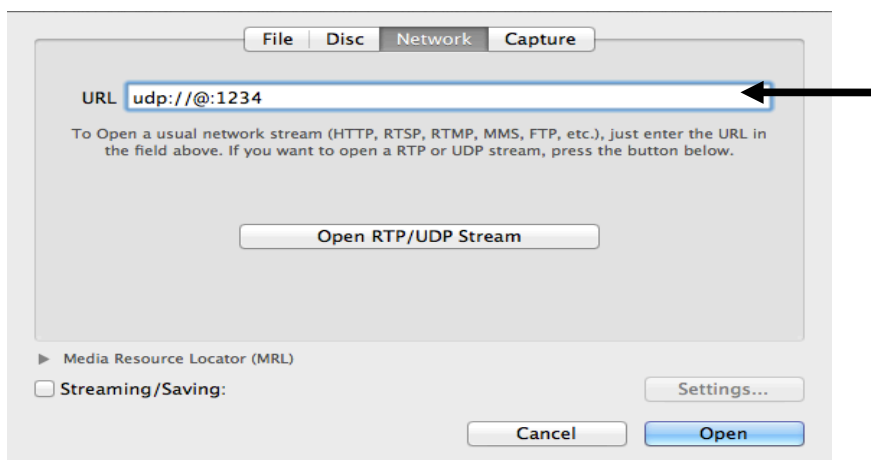 File Disc Network Capture
URL udp://@:1234
To Open a usual network stream (HTTP, RTSP, RTMP, MMS, FTP, etc.), just enter the URL in
the field above. If you want to open a RTP or UDP stream, press the button below.
Open RTP/UDP Stream
Media Resource Locator (MRL)
Streaming/Saving: Settings...
Cancel Open